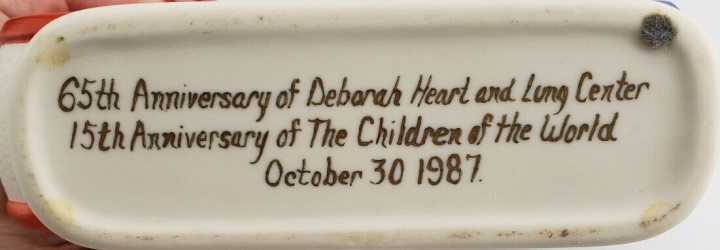 65th Anniversary of Deborah Heart and Lung Center
15th Anniversary of The Children of the World
October 30 1987.